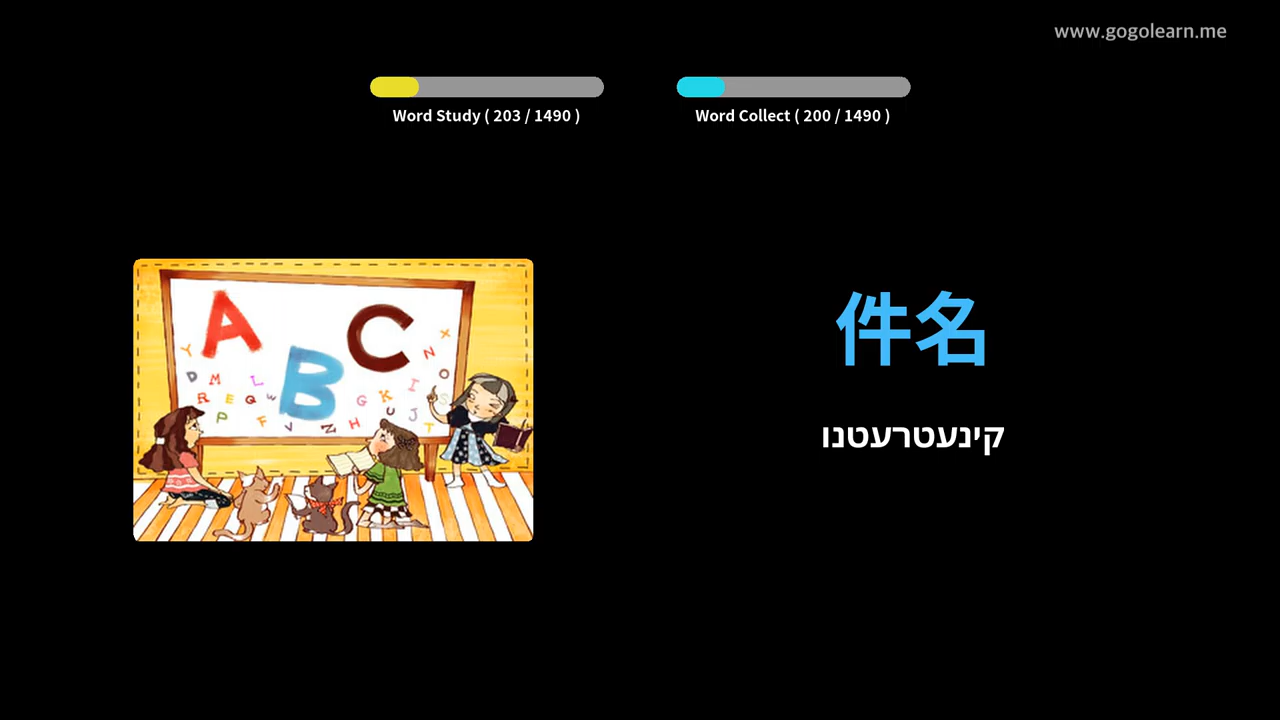 www.gogolearn.me
Word Study ( 203 / 1490 )
Word Collect ( 200 / 1490 )
A
B
C
X
Y
N
D
M
L
O
I
R
E
Q
W
G
K
S
P
F
V
Z
H
U
J
T
件名
קינעטרעטנו